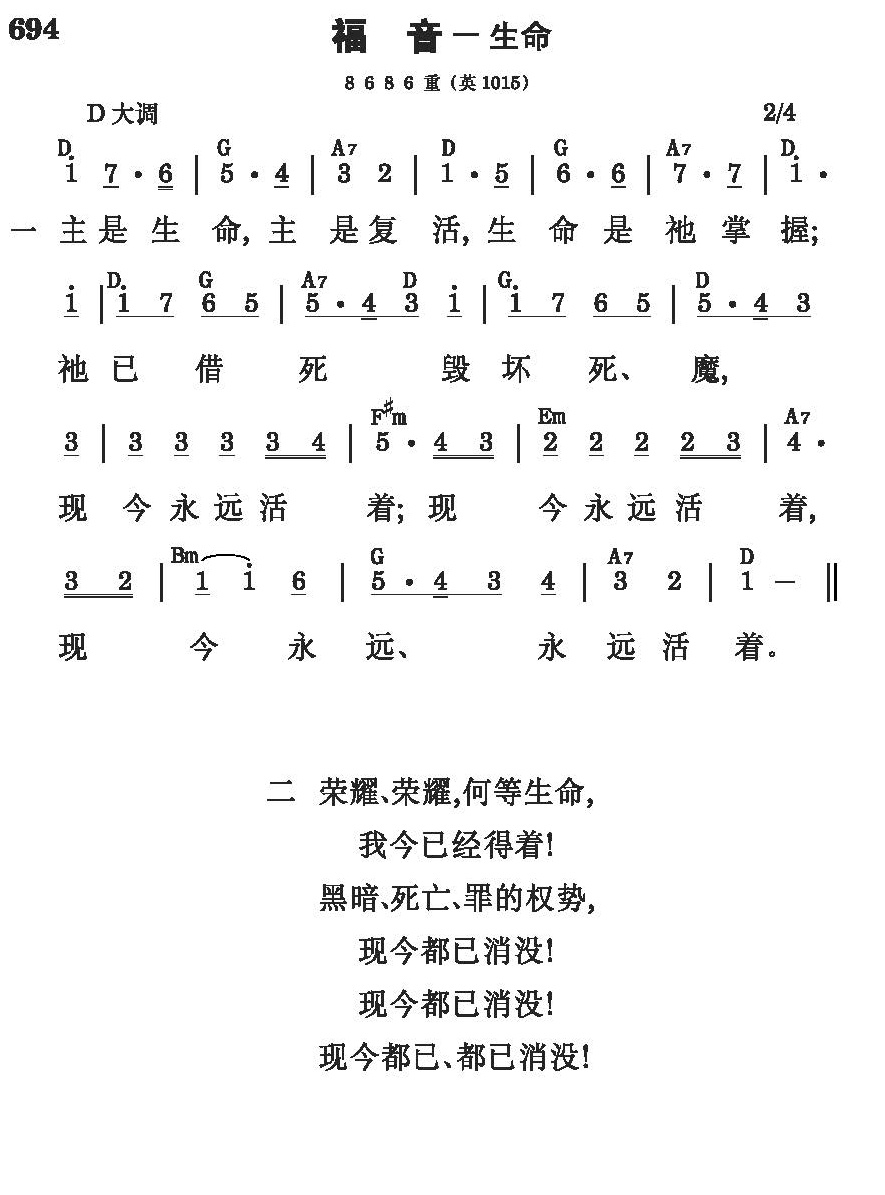 694
福 音－生命
8 6 8 6 重（英1015）
D 大调 2/4
D G A7 D G A7 D
1̇ 7 · 6 | 5 · 4 | 3 2 | 1 · 5 | 6 · 6 | 7 · 7 | 1̇ ·
一 主是生命,主是复活,生命是祂掌握;
D G A7 D G D
1̇ | 1̇ 7 6 5 | 5 · 4 3 1̇ | 1̇ 7 6 5 | 5 · 4 3
祂已借死毁坏死、魔,
F♯m Em A7
3 | 3 3 3 3 4 | 5 · 4 3 | 2 2 2 2 3 | 4 ·
现今永远活着;现今永远活着,
Bm G A7 D
3 2 | 1 1̇ 6 | 5 · 4 3 4 | 3 2 | 1 － ‖
现今永远、永远活着。
二 荣耀、荣耀,何等生命,
我今已经得着!
黑暗、死亡、罪的权势,
现今都已消没!
现今都已消没!
现今都已、都已消没!